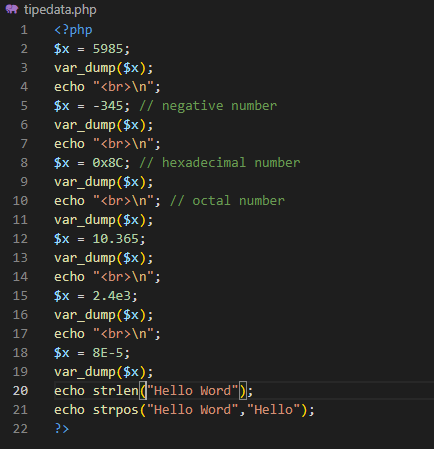 tipedata.php
1 <?php
2 $x = 5985;
3 var_dump($x);
4 echo "<br>\n";
5 $x = -345; // negative number
6 var_dump($x);
7 echo "<br>\n";
8 $x = 0x8C; // hexadecimal number
9 var_dump($x);
10 echo "<br>\n"; // octal number
11 var_dump($x);
12 $x = 10.365;
13 var_dump($x);
14 echo "<br>\n";
15 $x = 2.4e3;
16 var_dump($x);
17 echo "<br>\n";
18 $x = 8E-5;
19 var_dump($x);
20 echo strlen("Hello Word");
21 echo strpos("Hello Word","Hello");
22 ?>